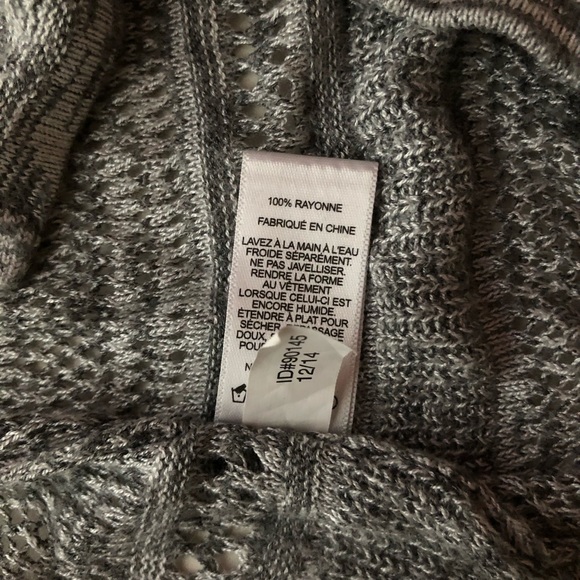 100% RAYONNE
FABRIQUÉ EN CHINE
LAVEZ À LA MAIN À L'EAU
FROIDE SÉPARÉMENT.
NE PAS JAVELLISER.
RENDRE LA FORME
AU VÊTEMENT
LORSQUE CELUI-CI EST
ENCORE HUMIDE.
ÉTENDRE À PLAT POUR
SÉCHER.
DOUX,
ID#90145
12/14